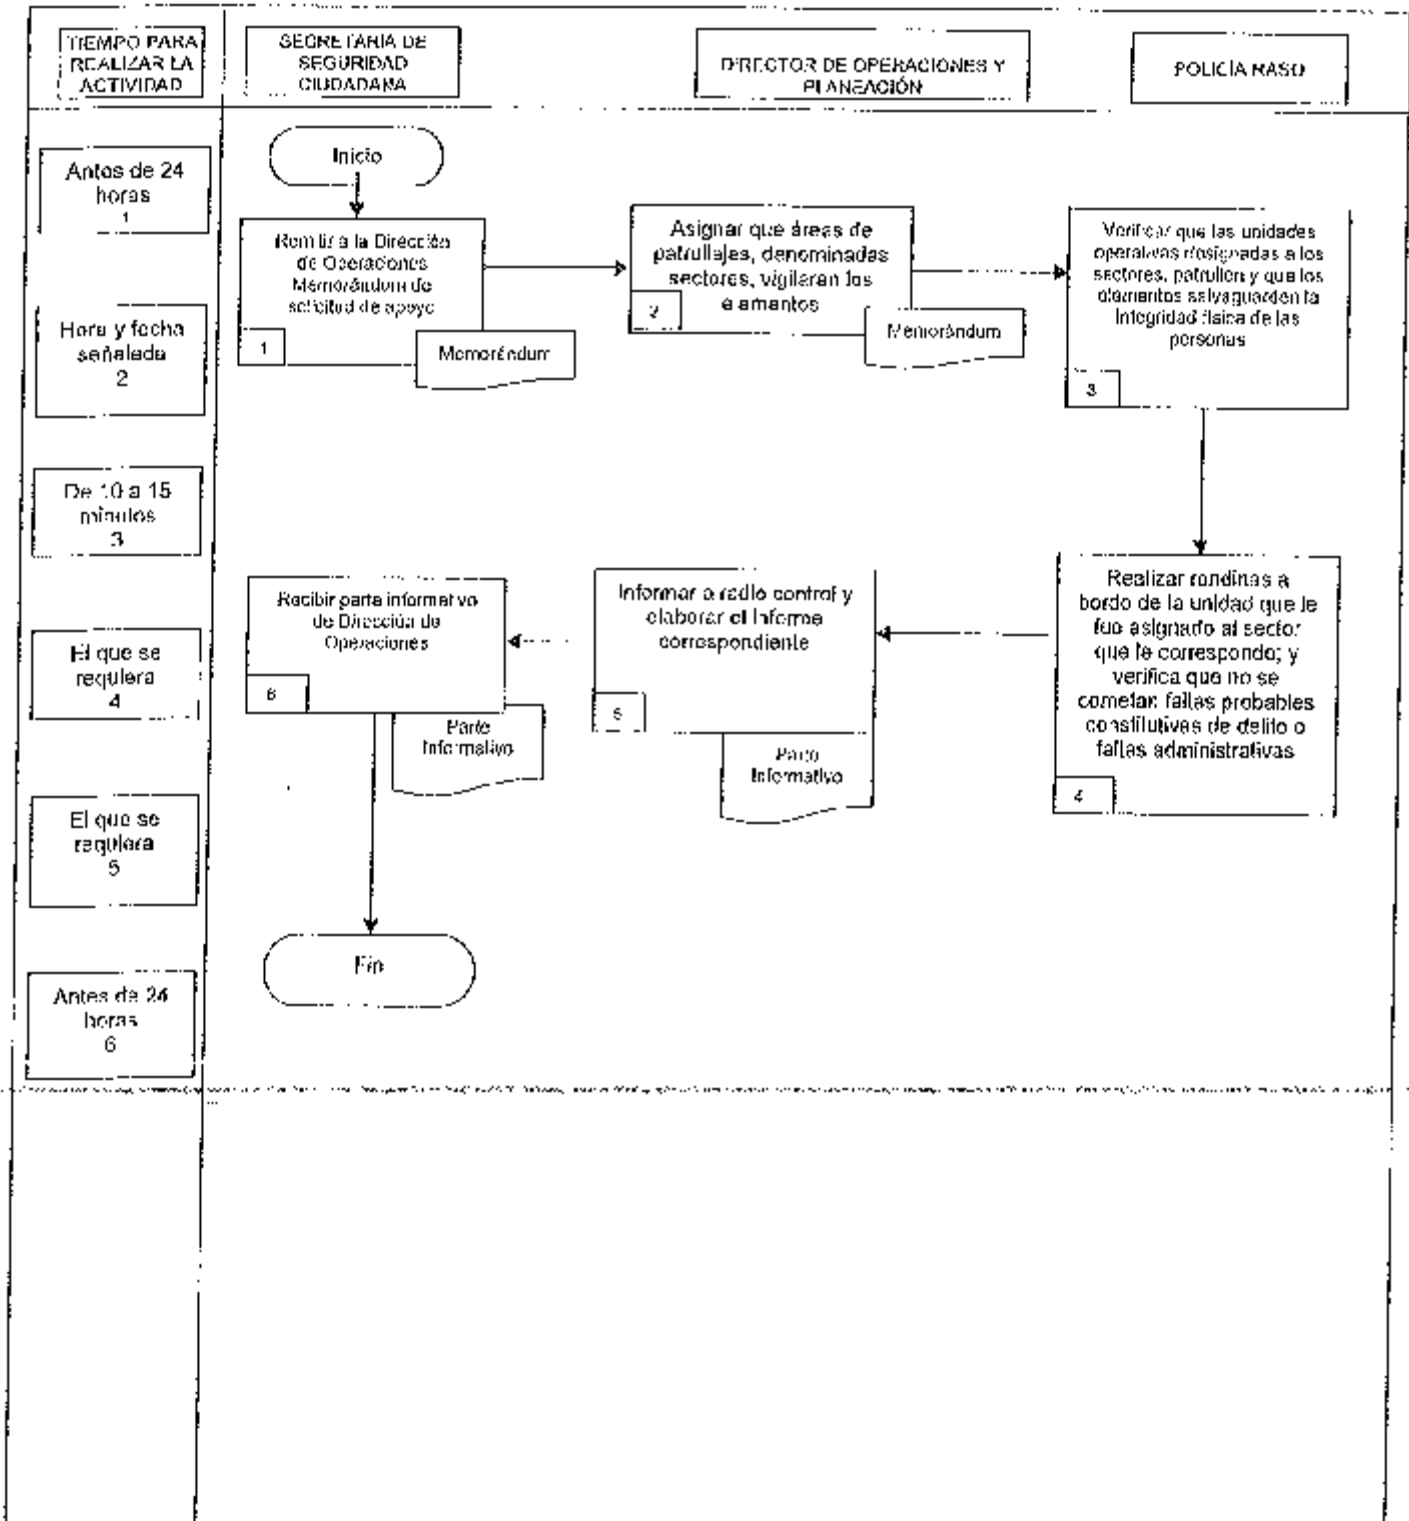 TIEMPO PARA
REALIZAR LA
ACTIVIDAD
SECRETARÍA DE
SEGURIDAD
CIUDADANA
DIRECTOR DE OPERACIONES Y
PLANEACIÓN
POLICÍA RASO
Antes de 24
horas
1
Hora y fecha
señalada
2
De 10 a 15
minutos
3
El que se
requiera
4
El que se
requiera
5
Antes de 24
horas
6
Inicio
Remitir a la Dirección
de Operaciones
Memorándum de
solicitud de apoyo
1
Memorándum
Asignar que áreas de
patrullajes, denominadas
sectores, vigilaran los
elementos
2
Memorándum
Verificar que las unidades
operativas designadas a los
sectores, patrullen y que los
elementos salvaguarden la
integridad física de las
personas
3
Realizar rondines a
bordo de la unidad que le
fue asignado al sector
que le corresponde; y
verifica que no se
cometan fallas probables
constitutivas de delito o
fallas administrativas
4
Informar a radio control y
elaborar el informe
correspondiente
5
Parte
Informativo
Recibir parte informativo
de Dirección de
Operaciones
6
Parte
Informativo
Fin